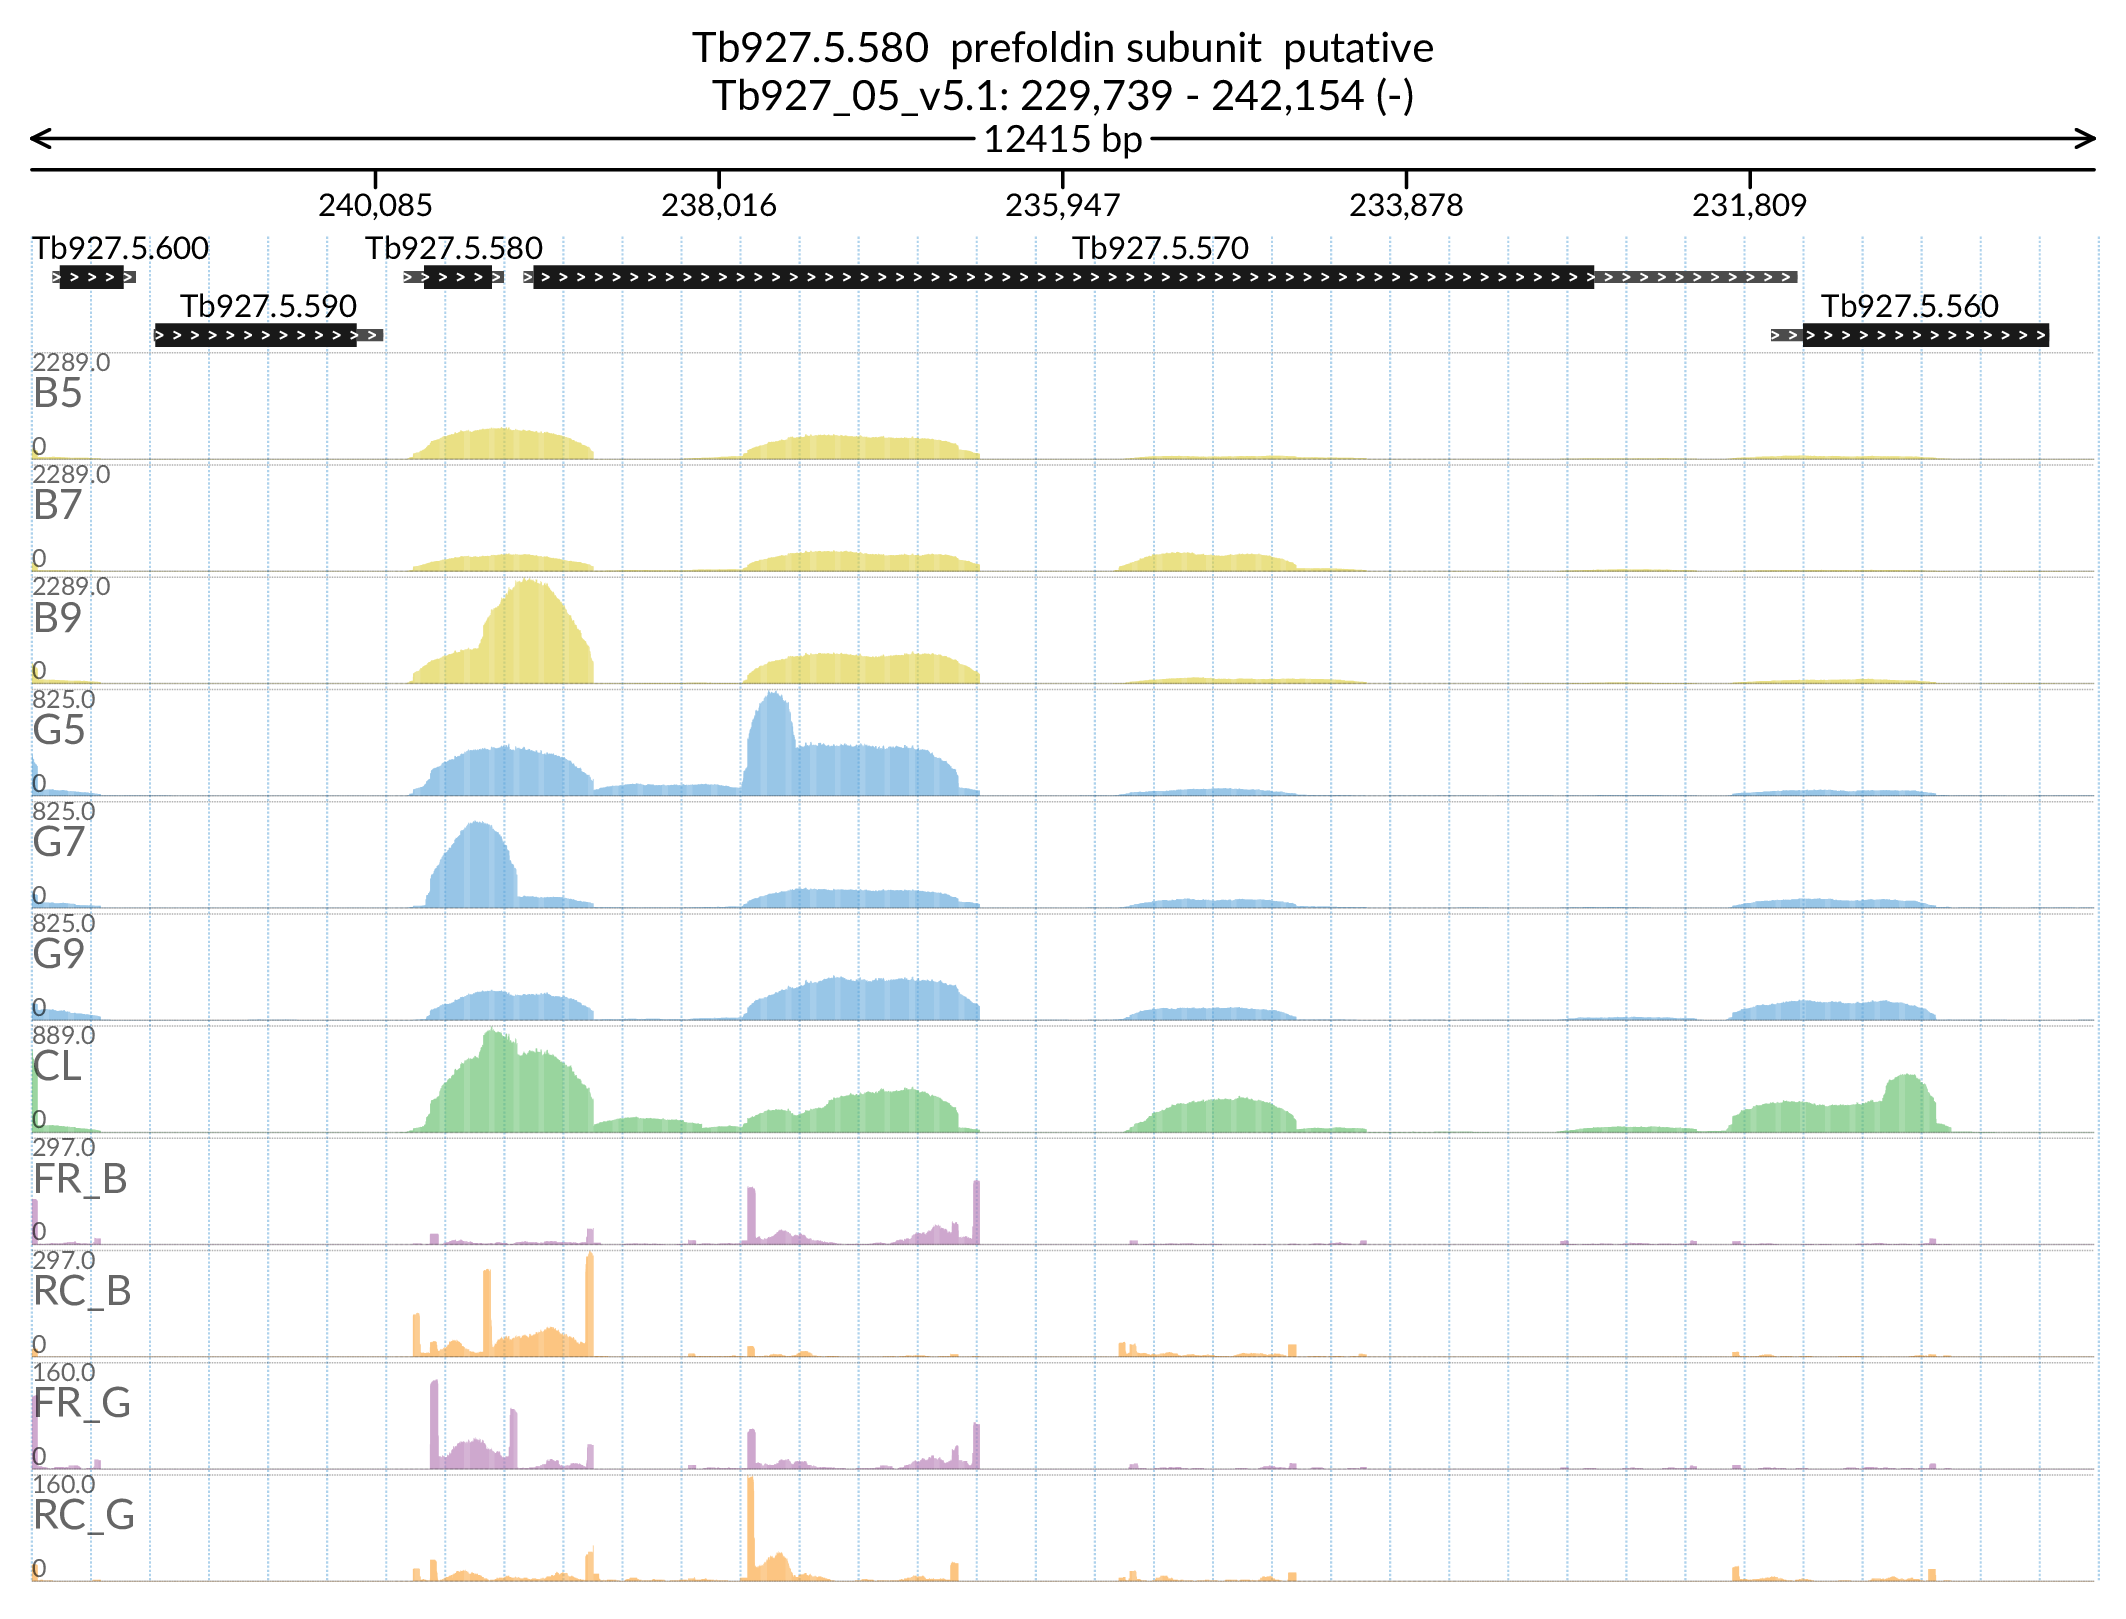 Tb927.5.580  prefoldin subunit  putative
Tb927_05_v5.1: 229,739 - 242,154 (-)
12415 bp
240,085 238,016 235,947 233,878 231,809
Tb927.5.600 Tb927.5.580 Tb927.5.570
Tb927.5.590 Tb927.5.560
2289.0
B5
0
2289.0
B7
0
2289.0
B9
0
825.0
G5
0
825.0
G7
0
825.0
G9
0
889.0
CL
0
297.0
FR_B
0
297.0
RC_B
0
160.0
FR_G
0
160.0
RC_G
0